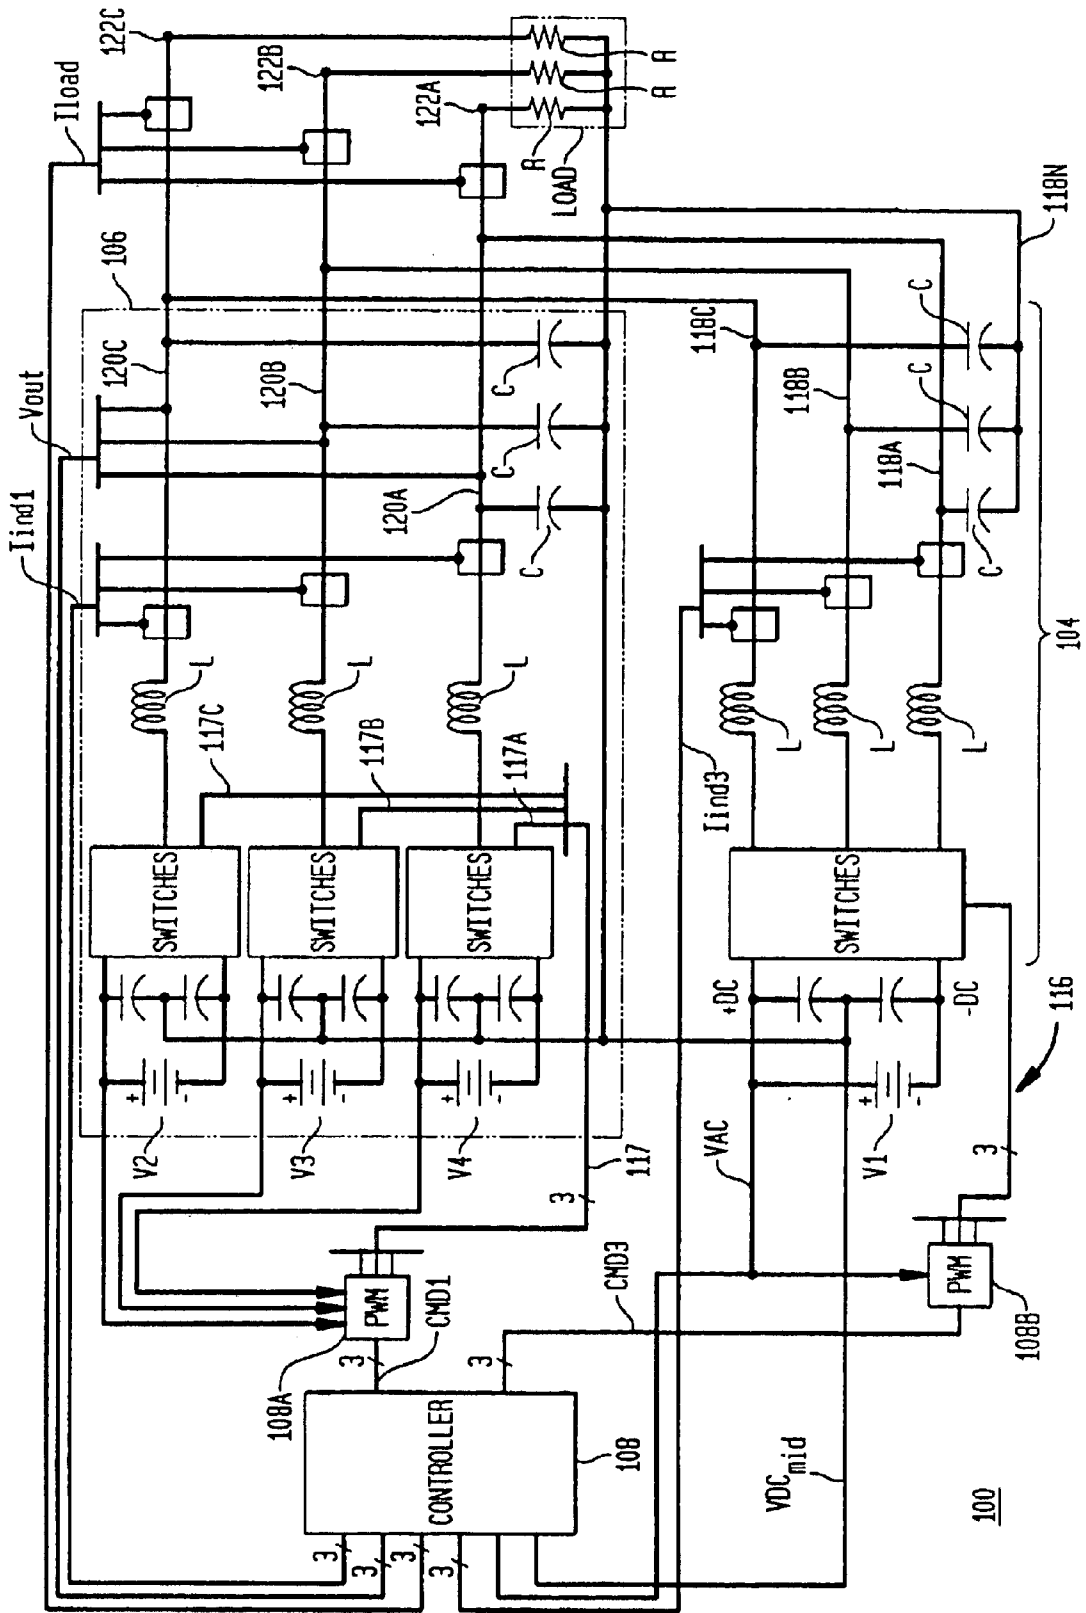 Iload
Vout
Iind1
122C
122B
122A
R
R
R
LOAD
106
120C
120B
120A
C
C
C
L
L
L
117C
117B
117A
SWITCHES
SWITCHES
SWITCHES
+
-
V2
+
-
V3
+
-
V4
117
3
PWM
108A
3
CMD1
CONTROLLER
108
3
3
3
3
3
CMD3
118N
118C
118B
118A
C
C
C
104
Iind3
L
L
L
SWITCHES
+DC
-DC
116
VAC
+
-
V1
3
PWM
108B
VDCmid
100